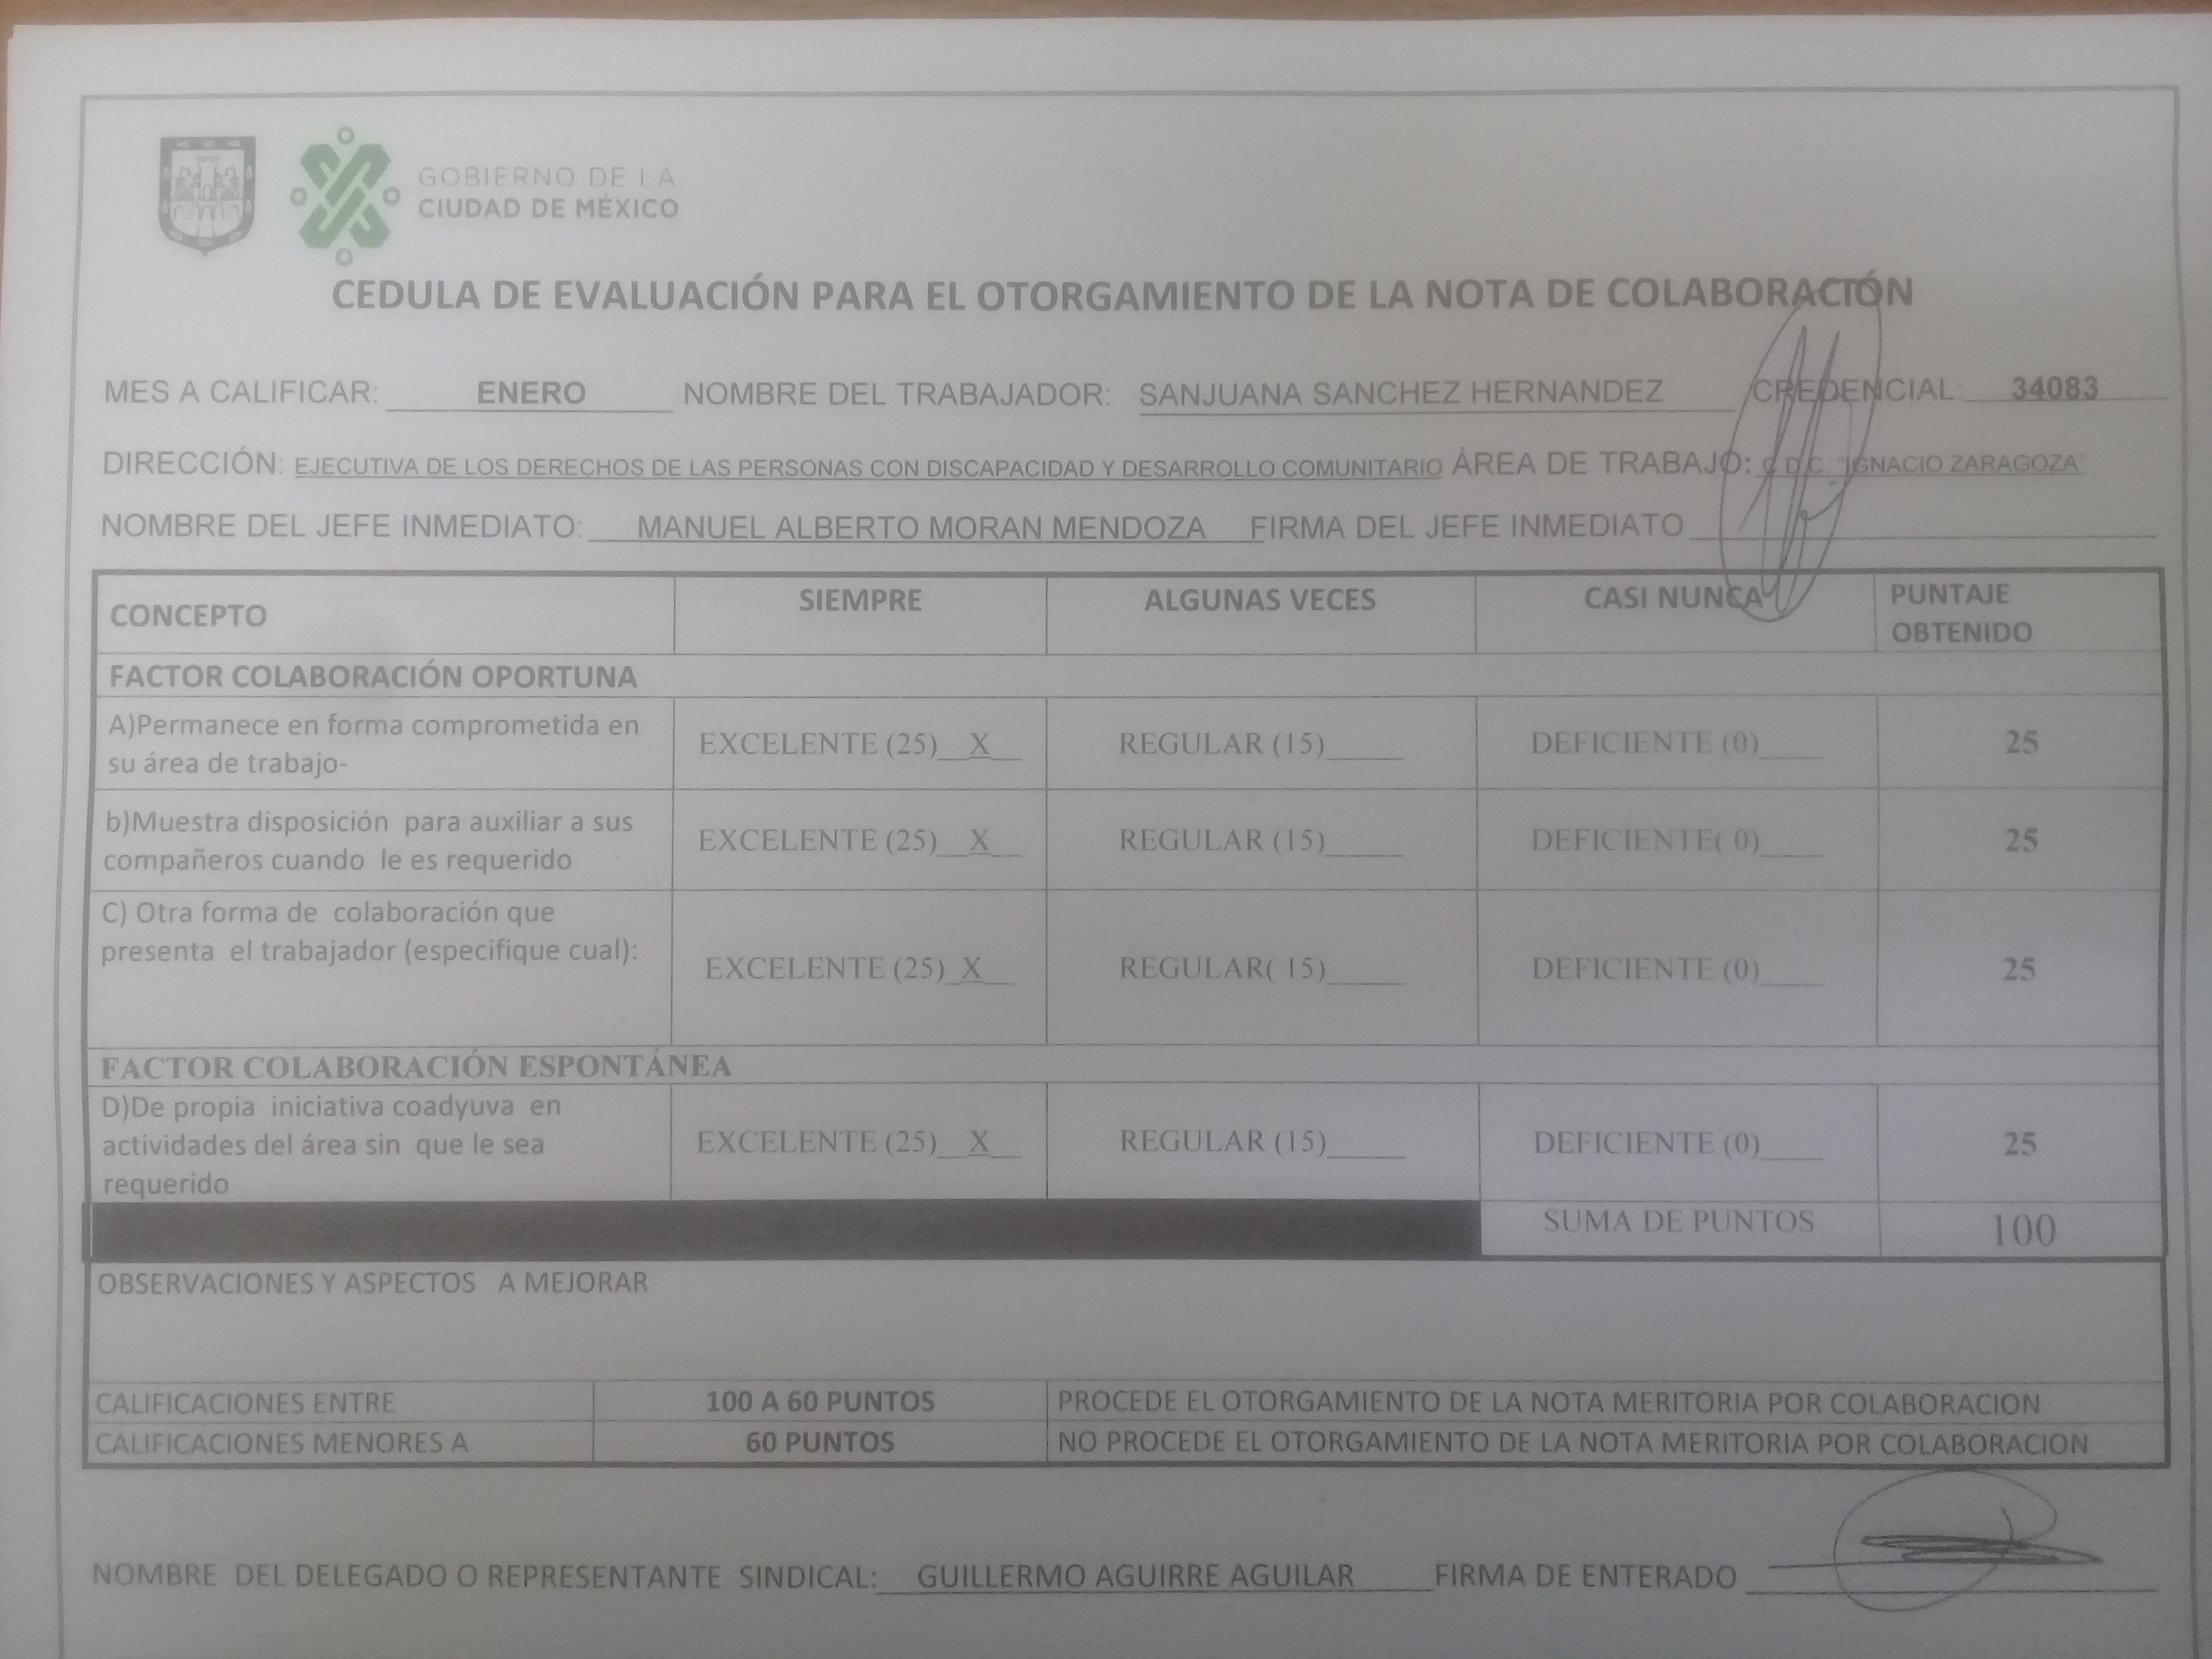 GOBIERNO DE LA
CIUDAD DE MÉXICO
CEDULA DE EVALUACIÓN PARA EL OTORGAMIENTO DE LA NOTA DE COLABORACIÓN
MES A CALIFICAR: ENERO NOMBRE DEL TRABAJADOR: SANJUANA SANCHEZ HERNANDEZ CREDENCIAL: 34083
DIRECCIÓN: EJECUTIVA DE LOS DERECHOS DE LAS PERSONAS CON DISCAPACIDAD Y DESARROLLO COMUNITARIO ÁREA DE TRABAJO: C.D.C. "IGNACIO ZARAGOZA"
NOMBRE DEL JEFE INMEDIATO: MANUEL ALBERTO MORAN MENDOZA FIRMA DEL JEFE INMEDIATO
CONCEPTO SIEMPRE ALGUNAS VECES CASI NUNCA PUNTAJE
OBTENIDO
FACTOR COLABORACIÓN OPORTUNA
A)Permanece en forma comprometida en
su área de trabajo-
EXCELENTE (25)__X__ REGULAR (15)_____ DEFICIENTE (0)____ 25
b)Muestra disposición para auxiliar a sus
compañeros cuando le es requerido
EXCELENTE (25)__X__ REGULAR (15)_____ DEFICIENTE( 0)____ 25
C) Otra forma de colaboración que
presenta el trabajador (especifique cual):
EXCELENTE (25)_X__ REGULAR( 15)_____ DEFICIENTE (0)____ 25
FACTOR COLABORACIÓN ESPONTÁNEA
D)De propia iniciativa coadyuva en
actividades del área sin que le sea
requerido
EXCELENTE (25)__X__ REGULAR (15)_____ DEFICIENTE (0)____ 25
SUMA DE PUNTOS 100
OBSERVACIONES Y ASPECTOS A MEJORAR
CALIFICACIONES ENTRE 100 A 60 PUNTOS PROCEDE EL OTORGAMIENTO DE LA NOTA MERITORIA POR COLABORACION
CALIFICACIONES MENORES A 60 PUNTOS NO PROCEDE EL OTORGAMIENTO DE LA NOTA MERITORIA POR COLABORACION
NOMBRE DEL DELEGADO O REPRESENTANTE SINDICAL: GUILLERMO AGUIRRE AGUILAR FIRMA DE ENTERADO